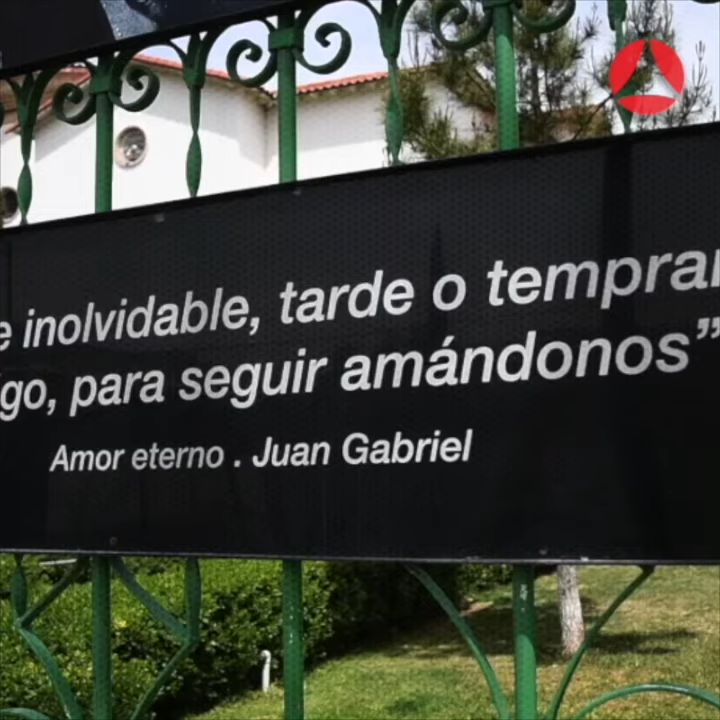 e inolvidable, tarde o tempra
go, para seguir amándonos”
Amor eterno . Juan Gabriel